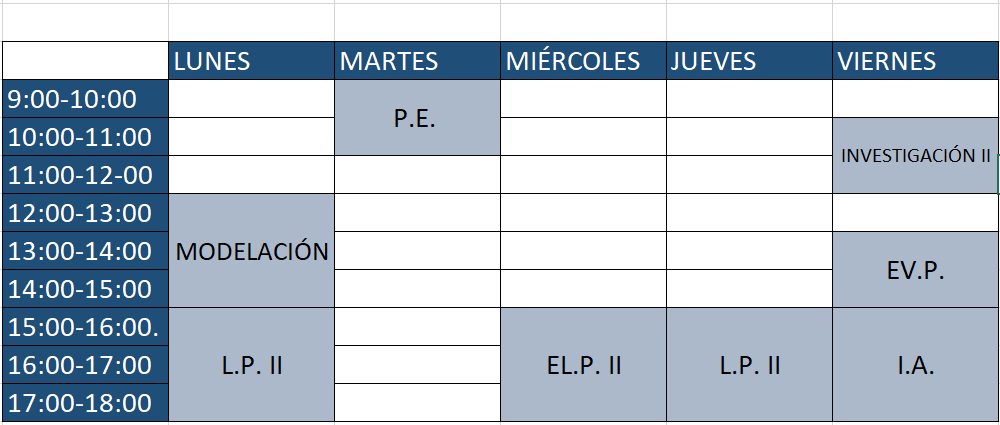 LUNES MARTES MIÉRCOLES JUEVES VIERNES
9:00-10:00
P.E.
10:00-11:00
INVESTIGACIÓN II
11:00-12-00
12:00-13:00
13:00-14:00
MODELACIÓN
EV.P.
14:00-15:00
15:00-16:00.
16:00-17:00 L.P. II EL.P. II L.P. II I.A.
17:00-18:00